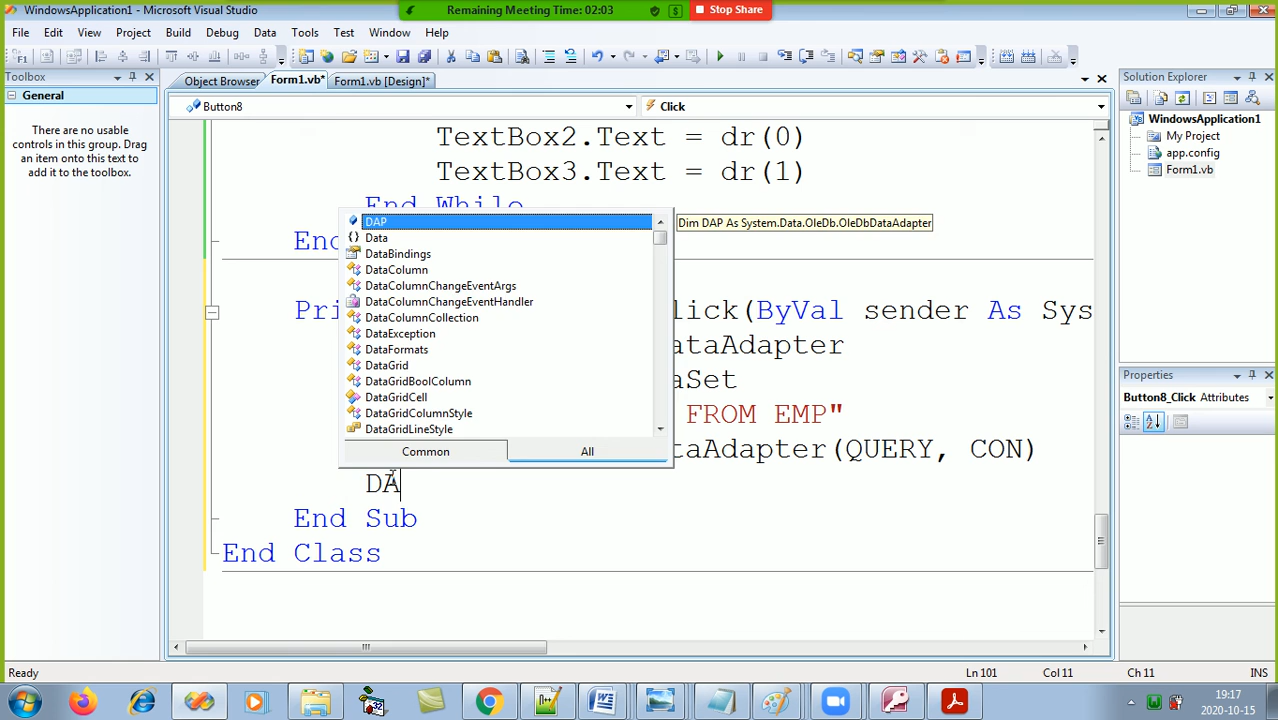 WindowsApplication1 - Microsoft Visual Studio
Remaining Meeting Time: 02:03
Stop Share
File Edit View Project Build Debug Data Tools Test Window Help
Toolbox
General
There are no usable
controls in this group. Drag
an item onto this text to
add it to the toolbox.
Object Browser Form1.vb* Form1.vb [Design]*
Button8 Click
TextBox2.Text = dr(0)
TextBox3.Text = dr(1)
End While
End
DAP
Data
DataBindings
DataColumn
DataColumnChangeEventArgs
DataColumnChangeEventHandler
DataColumnCollection
DataException
DataFormats
DataGrid
DataGridBoolColumn
DataGridCell
DataGridColumnStyle
DataGridLineStyle
Common All
Dim DAP As System.Data.OleDb.OleDbDataAdapter
Pri lick(ByVal sender As Sys
ataAdapter
aSet
FROM EMP"
taAdapter(QUERY, CON)
DA
End Sub
End Class
Solution Explorer
WindowsApplication1
My Project
app.config
Form1.vb
Properties
Button8_Click Attributes
Ready Ln 101 Col 11 Ch 11 INS
19:17
2020-10-15